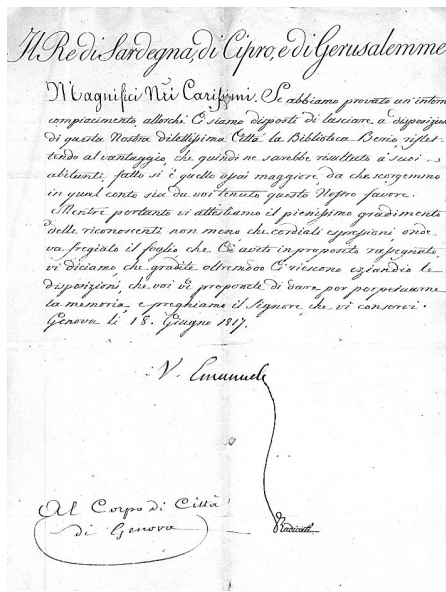 Il Re di Sardegna, di Cipro, e di Gerusalemme
Magnifici Nri Carissmi. Se abbiamo provato un intern
compiacimento, allorchè Ci siamo disposti di lasciare a disposizion
di questa Nostra dilettissima Città la Biblioteca Berio, riflet-
tendo al vantaggio, che quindi ne sarebbe risultato a' suoi
abitanti, fatto si è quello assai maggiore da che scorgemmo
in qual conto sia da voi tenuto questo Nostro favore.
Mentre pertanto vi attestiamo il pienissimo gradimento
delle riconoscenti non meno che cordiali espressioni onde
va fregiato il foglio che Ci avete in proposito rassegnato,
vi diciamo, che gradite oltremodo Ci riescono eziandio le
disposizioni, che voi vi proponete di dare per perpetuarne
la memoria, e preghiamo il Signore, che vi conservi.
Genova li 18. Giugno 1817.
V. Emanuele
Al Corpo di Città
di Genova